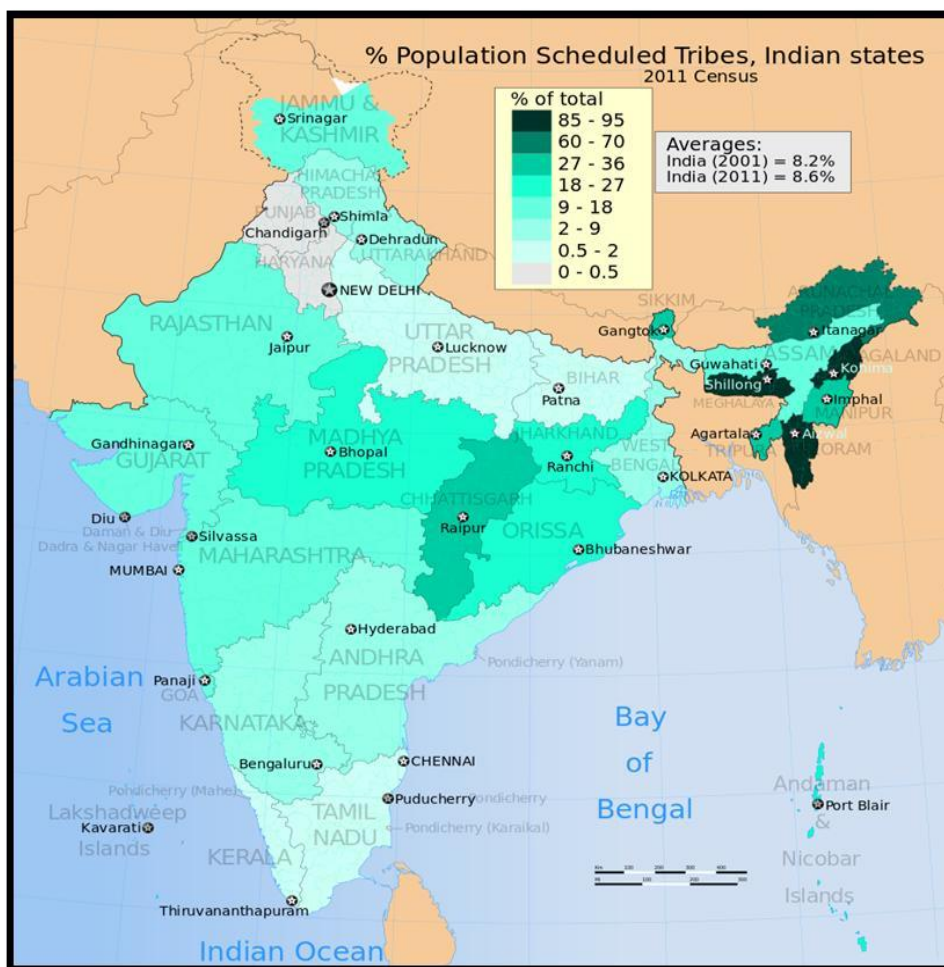 % Population Scheduled Tribes, Indian states
2011 Census
% of total
85 - 95
60 - 70
27 - 36
18 - 27
9 - 18
2 - 9
0.5 - 2
0 - 0.5
Averages:
India (2001) = 8.2%
India (2011) = 8.6%
JAMMU &
KASHMIR
Srinagar
HIMACHAL
PRADESH
PUNJAB
Shimla
Chandigarh
Dehradun
UTTARAKHAND
HARYANA
NEW DELHI
RAJASTHAN
Jaipur
UTTAR
PRADESH
Lucknow
BIHAR
Patna
SIKKIM
Gangtok
ARUNACHAL
PRADESH
Itanagar
ASSAM
NAGALAND
Guwahati
Kohima
Shillong
MEGHALAYA
Imphal
MANIPUR
Agartala
TRIPURA
Aizwal
MIZORAM
Gandhinagar
GUJARAT
MADHYA
PRADESH
Bhopal
JHARKHAND
Ranchi
WEST
BENGAL
KOLKATA
CHHATTISGARH
Raipur
ORISSA
Bhubaneshwar
Diu
Daman & Diu
Dadra & Nagar Haveli
Silvassa
MAHARASHTRA
MUMBAI
Hyderabad
ANDHRA
PRADESH
Pondicherry (Yanam)
Arabian
Sea
Panaji
GOA
KARNATAKA
Bengaluru
CHENNAI
Bay
of
Bengal
Pondicherry (Mahe)
Puducherry
Pondicherry
Pondicherry (Karaikal)
Lakshadweep
Islands
Kavarati
TAMIL
NADU
KERALA
Thiruvananthapuram
Andaman
&
Nicobar
Islands
Port Blair
Indian Ocean